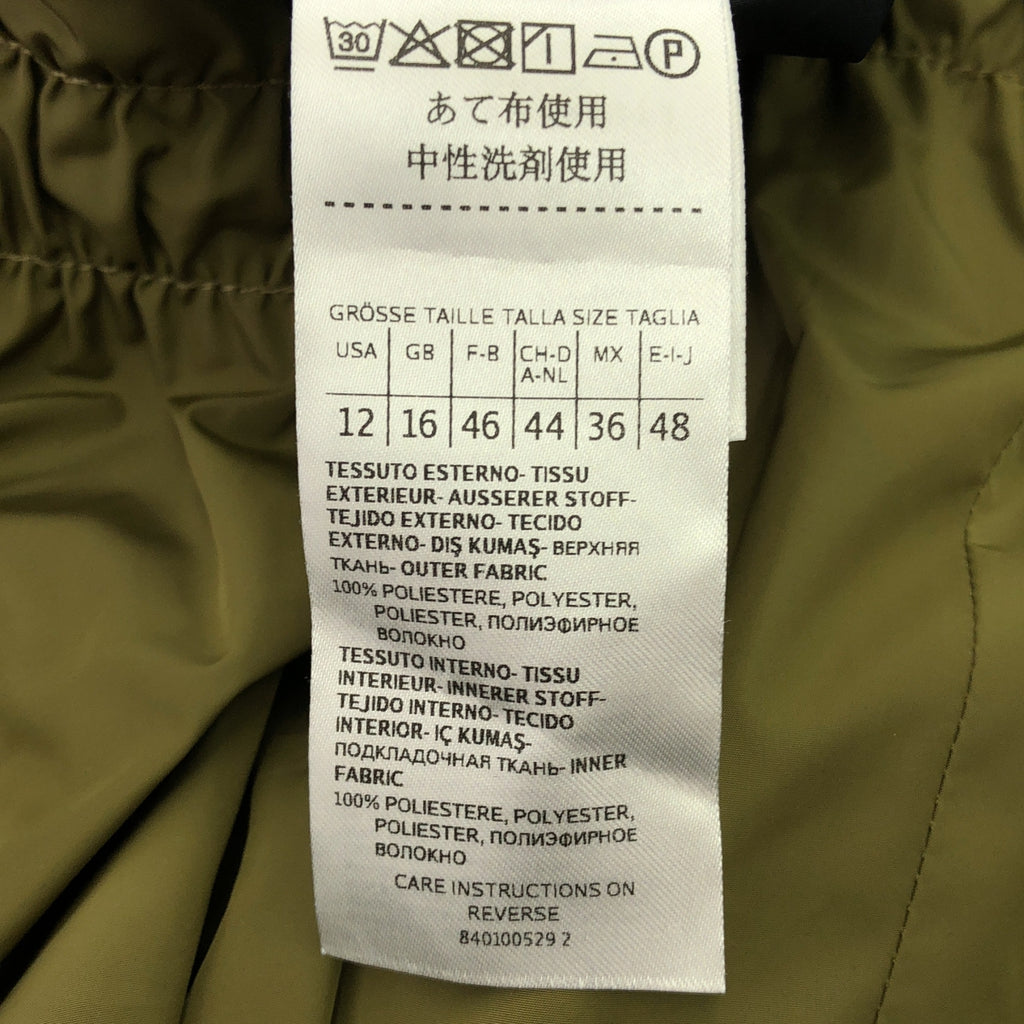 30 P
あて布使用
中性洗剤使用
GRÖSSE TAILLE TALLA SIZE TAGLIA
USA GB F-B CH-D A-NL MX E-I-J
12 16 46 44 36 48
TESSUTO ESTERNO- TISSU
EXTERIEUR- AUSSERER STOFF-
TEJIDO EXTERNO- TECIDO
EXTERNO- DIŞ KUMAŞ- ВЕРХНЯЯ
ТКАНЬ- OUTER FABRIC
100% POLIESTERE, POLYESTER,
POLIESTER, ПОЛИЭФИРНОЕ
ВОЛОКНО
TESSUTO INTERNO- TISSU
INTERIEUR- INNERER STOFF-
TEJIDO INTERNO- TECIDO
INTERIOR- IÇ KUMAŞ-
ПОДКЛАДОЧНАЯ ТКАНЬ- INNER
FABRIC
100% POLIESTERE, POLYESTER,
POLIESTER, ПОЛИЭФИРНОЕ
ВОЛОКНО
CARE INSTRUCTIONS ON
REVERSE
840100529 2